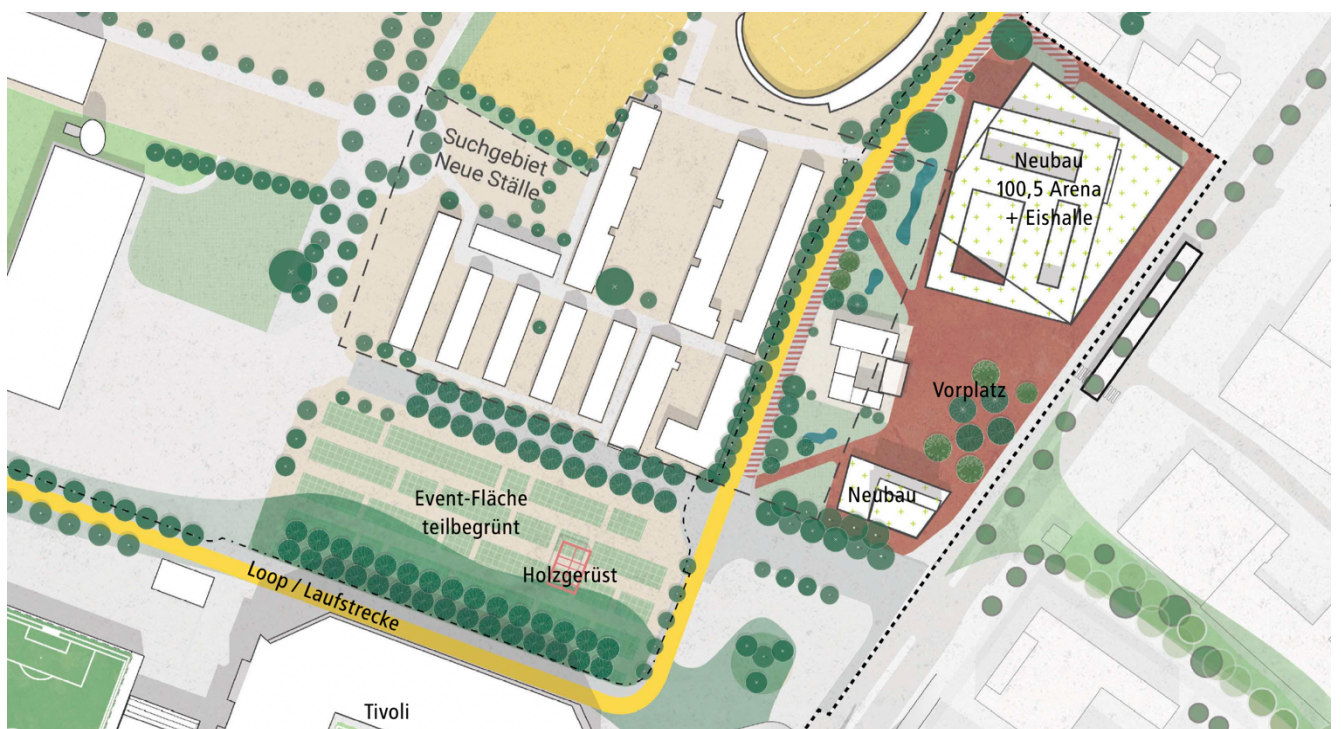 Suchgebiet
Neue Ställe
Neubau
100,5 Arena
+ Eishalle
Vorplatz
Neubau
Event-Fläche
teilbegrünt
Holzgerüst
Loop / Laufstrecke
Tivoli